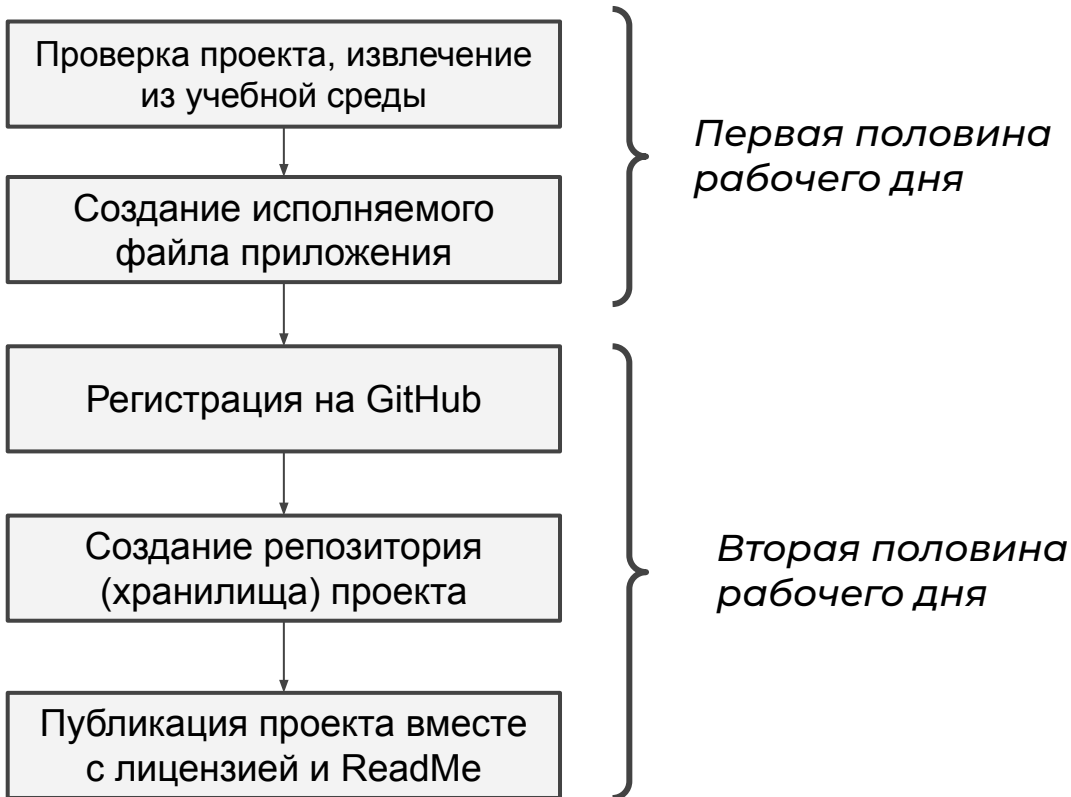 Проверка проекта, извлечение
из учебной среды
Создание исполняемого
файла приложения
Первая половина
рабочего дня
Регистрация на GitHub
Создание репозитория
(хранилища) проекта
Публикация проекта вместе
с лицензией и ReadMe
Вторая половина
рабочего дня